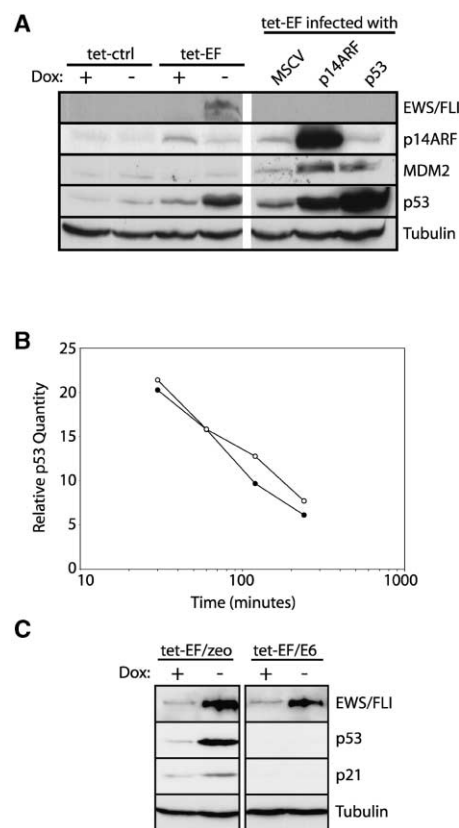 A
tet-EF infected with
tet-ctrl tet-EF MSCV p14ARF p53
Dox: + - + -
EWS/FLI
p14ARF
MDM2
p53
Tubulin
B
25
20
15
10
5
0
Relative p53 Quantity
10 100 1000
Time (minutes)
C
tet-EF/zeo tet-EF/E6
Dox: + - + -
EWS/FLI
p53
p21
Tubulin